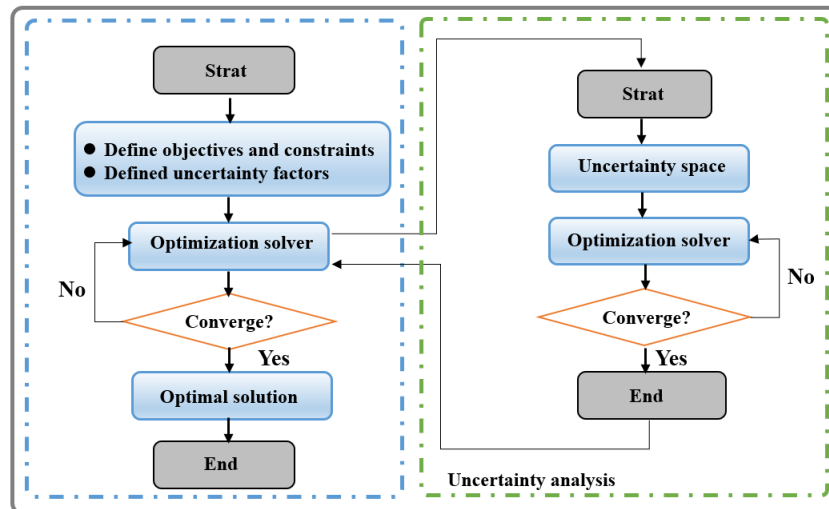 Strat
● Define objectives and constraints
● Defined uncertainty factors
Optimization solver
No
Converge?
Yes
Optimal solution
End
Strat
Uncertainty space
Optimization solver
No
Converge?
Yes
End
Uncertainty analysis